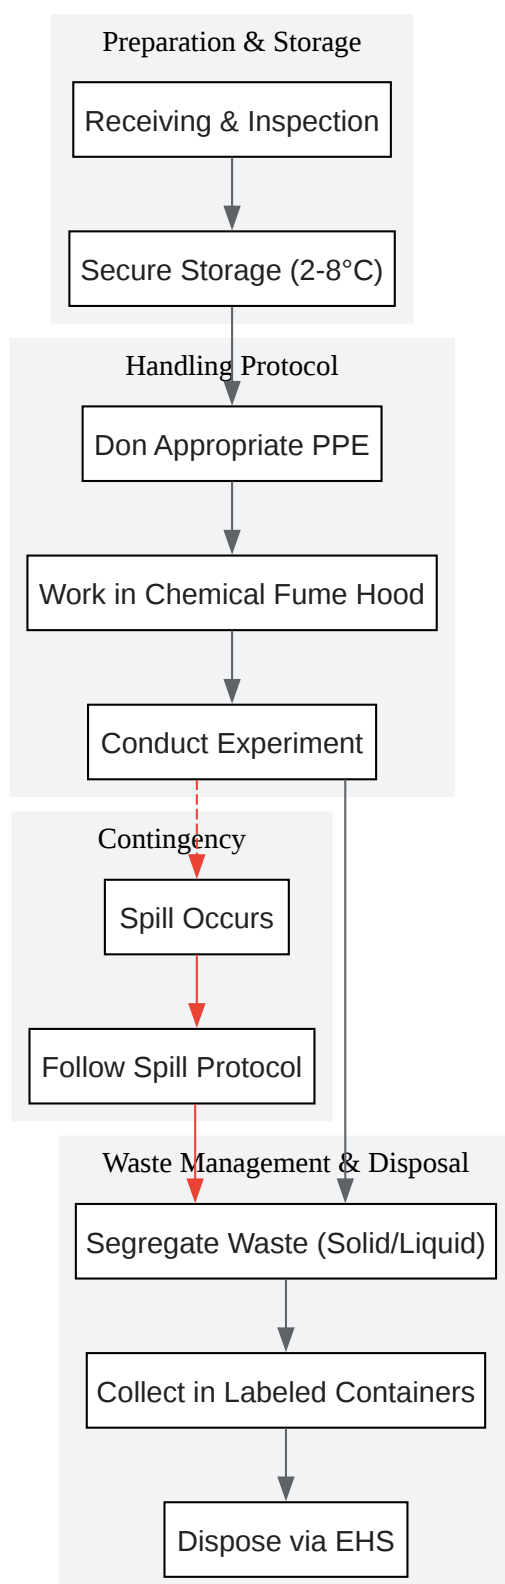 Preparation & Storage
Receiving & Inspection
Secure Storage (2-8°C)
Handling Protocol
Don Appropriate PPE
Work in Chemical Fume Hood
Conduct Experiment
Contingency
Spill Occurs
Follow Spill Protocol
Waste Management & Disposal
Segregate Waste (Solid/Liquid)
Collect in Labeled Containers
Dispose via EHS